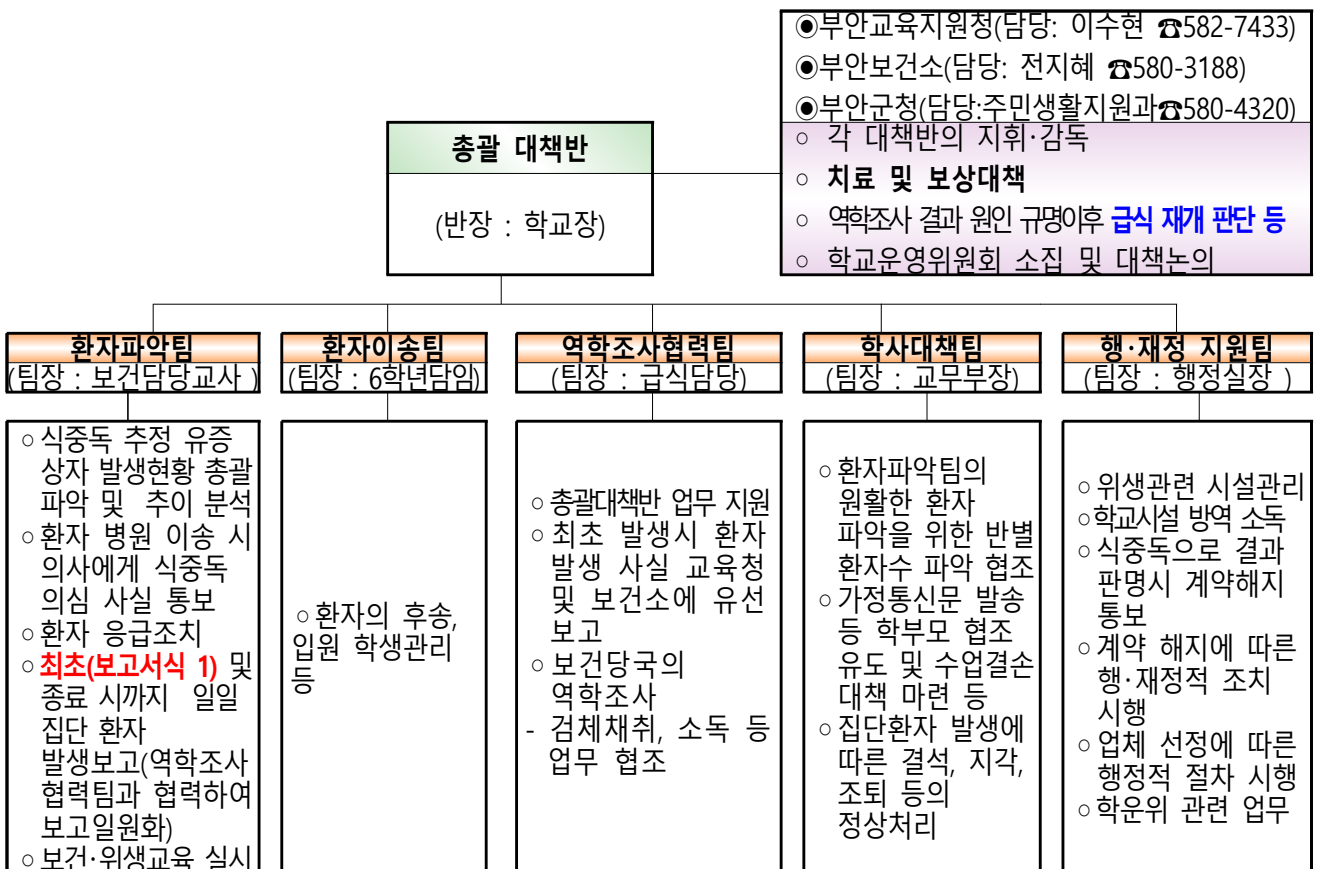 ◉부안교육지원청(담당: 이수현 ☎582-7433)
◉부안보건소(담당: 전지혜 ☎580-3188)
◉부안군청(담당:주민생활지원과☎580-4320)
○ 각 대책반의 지휘·감독
○ 치료 및 보상대책
○ 역학조사 결과 원인 규명이후 급식 재개 판단 등
○ 학교운영위원회 소집 및 대책논의
총괄 대책반
(반장 : 학교장)
환자파악팀
(팀장 : 보건담당교사 )
○식중독 추정 유증
상자 발생현황 총괄
파악 및 추이 분석
○환자 병원 이송 시
의사에게 식중독
의심 사실 통보
○환자 응급조치
○최초(보고서식 1) 및
종료 시까지 일일
집단 환자
발생보고(역학조사
협력팀과 협력하여
보고일원화)
○보건·위생교육 실시
환자이송팀
(팀장 : 6학년담임)
○환자의 후송,
입원 학생관리
등
역학조사협력팀
(팀장 : 급식담당)
○총괄대책반 업무 지원
○최초 발생시 환자
발생 사실 교육청
및 보건소에 유선
보고
○보건당국의
역학조사
- 검체채취, 소독 등
업무 협조
학사대책팀
(팀장 : 교무부장)
○환자파악팀의
원활한 환자
파악을 위한 반별
환자수 파악 협조
○가정통신문 발송
등 학부모 협조
유도 및 수업결손
대책 마련 등
○집단환자 발생에
따른 결석, 지각,
조퇴 등의
정상처리
행·재정 지원팀
(팀장 : 행정실장 )
○위생관련 시설관리
○학교시설 방역 소독
○식중독으로 결과
판명시 계약해지
통보
○계약 해지에 따른
행·재정적 조치
시행
○업체 선정에 따른
행정적 절차 시행
○학운위 관련 업무